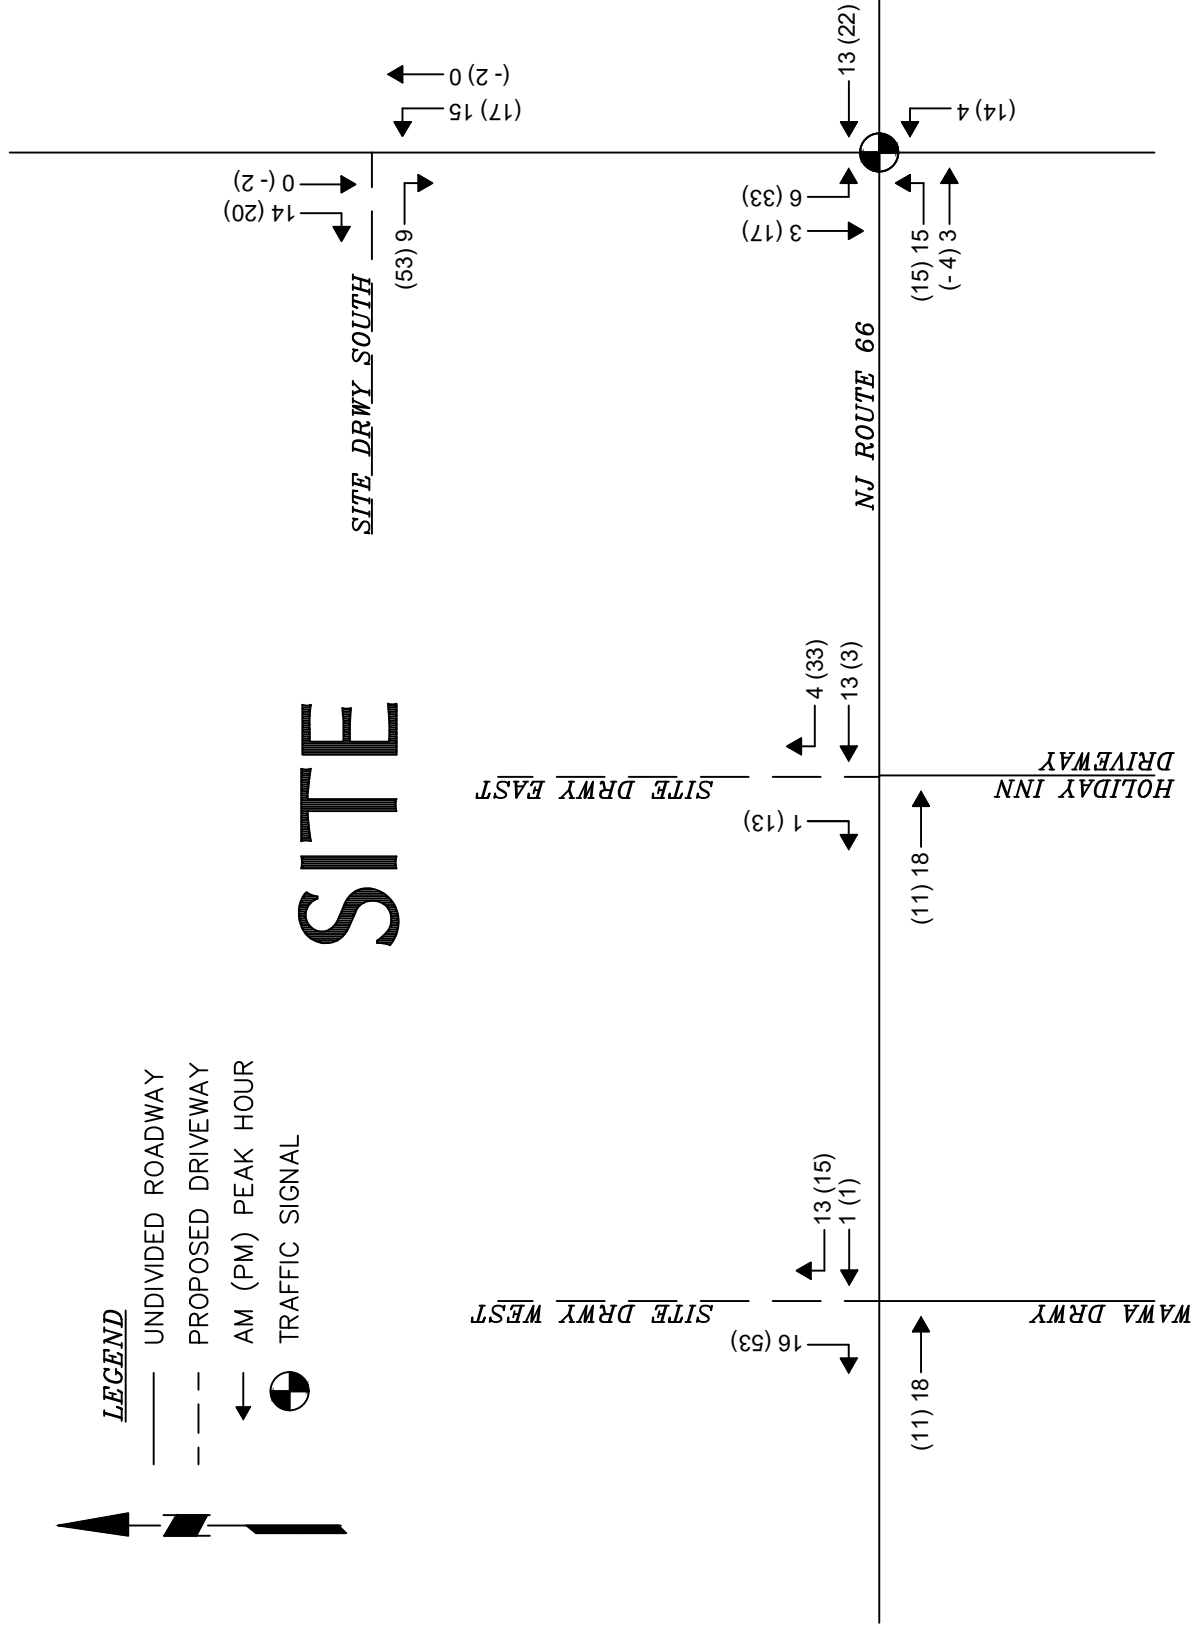 LEGEND
UNDIVIDED ROADWAY
PROPOSED DRIVEWAY
AM (PM) PEAK HOUR
TRAFFIC SIGNAL
SITE
SITE DRWY SOUTH
0 (- 2)
14 (20)
(53) 9
(- 2) 0
(17) 15
13 (22)
6 (33)
3 (17)
(14) 4
(15) 15
(- 4) 3
NJ ROUTE 66
4 (33)
13 (3)
SITE DRWY EAST
1 (13)
(11) 18
HOLIDAY INN
DRIVEWAY
13 (15)
1 (1)
SITE DRWY WEST
16 (53)
(11) 18
WAWA DRWY